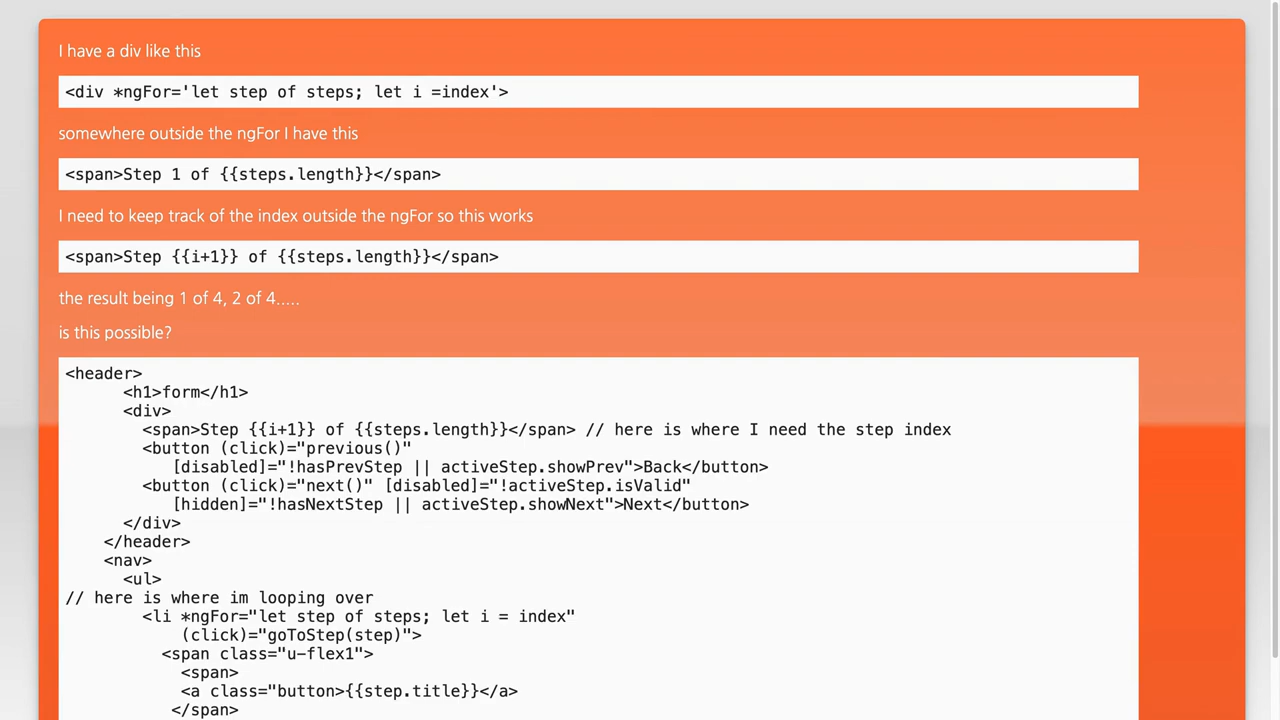 I have a div like this
<div *ngFor='let step of steps; let i =index'>
somewhere outside the ngFor I have this
<span>Step 1 of {{steps.length}}</span>
I need to keep track of the index outside the ngFor so this works
<span>Step {{i+1}} of {{steps.length}}</span>
the result being 1 of 4, 2 of 4.....
is this possible?
<header>
      <h1>form</h1>
      <div>
        <span>Step {{i+1}} of {{steps.length}}</span> // here is where I need the step index
        <button (click)="previous()"
           [disabled]="!hasPrevStep || activeStep.showPrev">Back</button>
        <button (click)="next()" [disabled]="!activeStep.isValid"
           [hidden]="!hasNextStep || activeStep.showNext">Next</button>
      </div>
    </header>
    <nav>
      <ul>
// here is where im looping over
        <li *ngFor="let step of steps; let i = index"
            (click)="goToStep(step)">
          <span class="u-flex1">
            <span>
            <a class="button>{{step.title}}</a>
           </span>